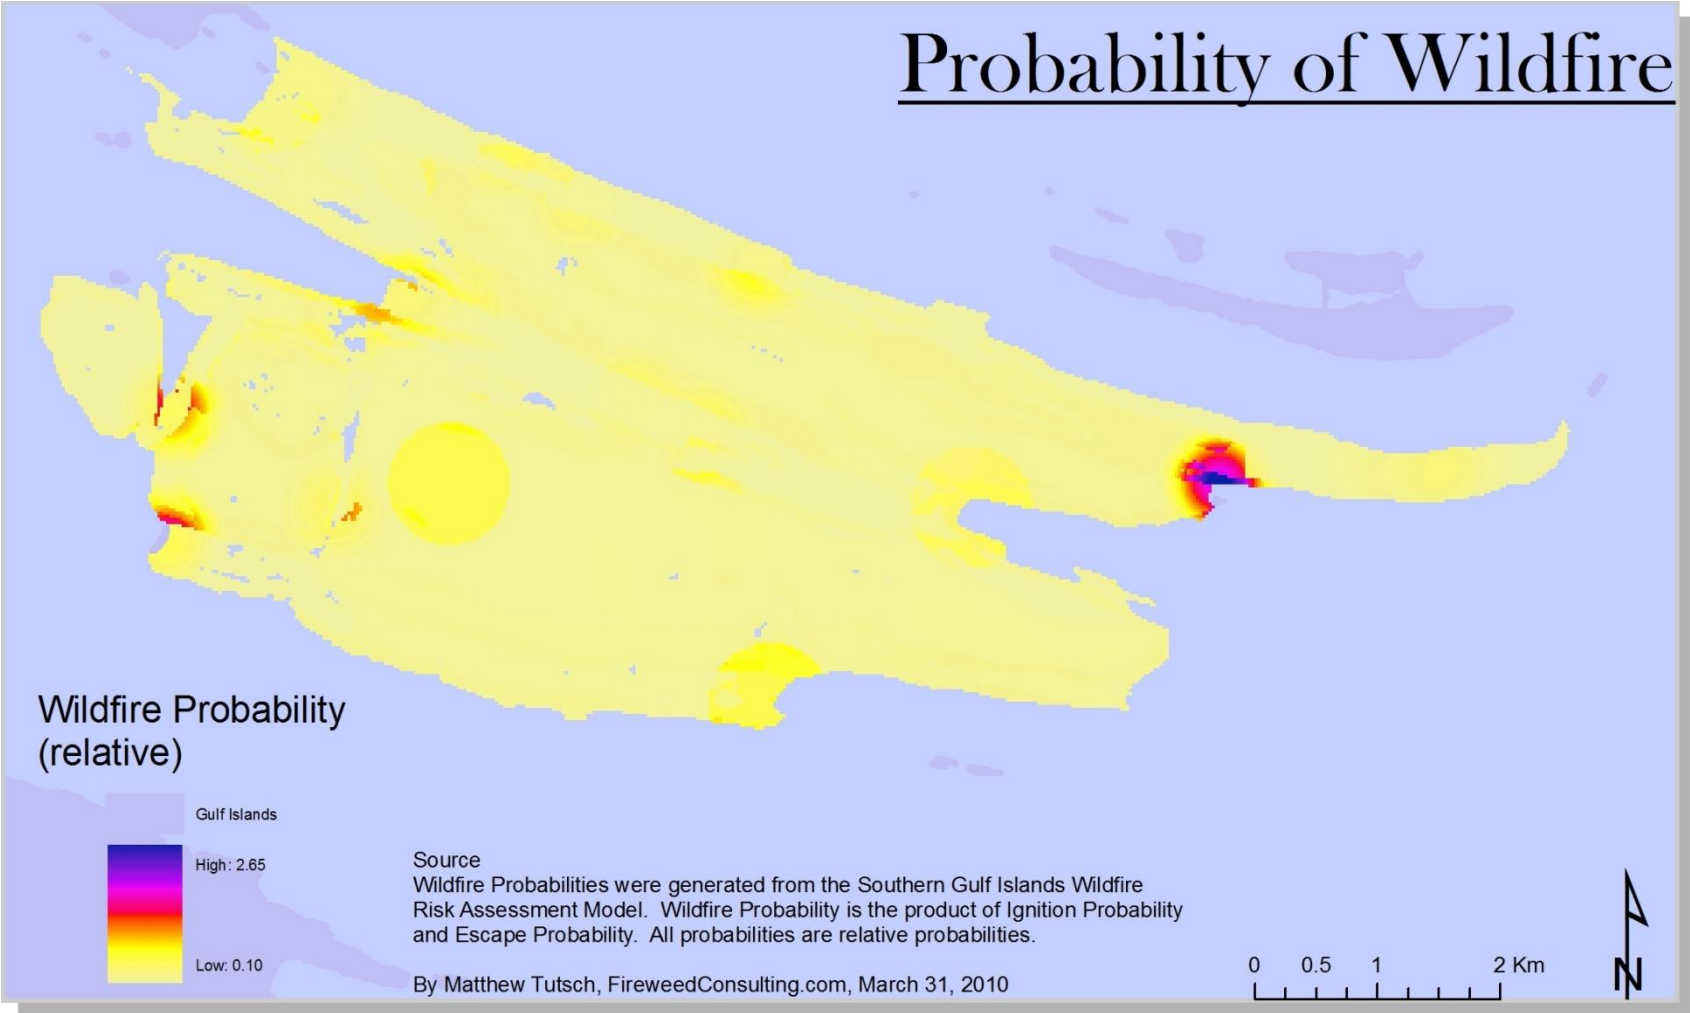 Probability of Wildfire
Wildfire Probability
(relative)
Gulf Islands
High: 2.65
Low: 0.10
Source
Wildfire Probabilities were generated from the Southern Gulf Islands Wildfire
Risk Assessment Model. Wildfire Probability is the product of Ignition Probability
and Escape Probability. All probabilities are relative probabilities.
By Matthew Tutsch, FireweedConsulting.com, March 31, 2010
0 0.5 1 2 Km
N